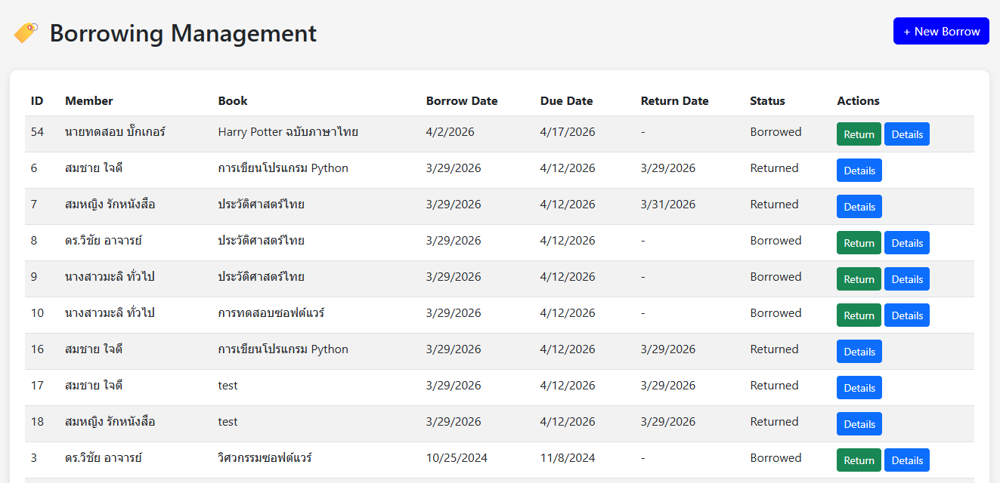 Borrowing Management
+ New Borrow
ID Member Book Borrow Date Due Date Return Date Status Actions
54 นายทดสอบ บั๊กเกอร์ Harry Potter ฉบับภาษาไทย 4/2/2026 4/17/2026 - Borrowed Return Details
6 สมชาย ใจดี การเขียนโปรแกรม Python 3/29/2026 4/12/2026 3/29/2026 Returned Details
7 สมหญิง รักหนังสือ ประวัติศาสตร์ไทย 3/29/2026 4/12/2026 3/31/2026 Returned Details
8 ดร.วิชัย อาจารย์ ประวัติศาสตร์ไทย 3/29/2026 4/12/2026 - Borrowed Return Details
9 นางสาวมะลิ ทั่วไป ประวัติศาสตร์ไทย 3/29/2026 4/12/2026 - Borrowed Return Details
10 นางสาวมะลิ ทั่วไป การทดสอบซอฟต์แวร์ 3/29/2026 4/12/2026 - Borrowed Return Details
16 สมชาย ใจดี การเขียนโปรแกรม Python 3/29/2026 4/12/2026 3/29/2026 Returned Details
17 สมชาย ใจดี test 3/29/2026 4/12/2026 3/29/2026 Returned Details
18 สมหญิง รักหนังสือ test 3/29/2026 4/12/2026 3/29/2026 Returned Details
3 ดร.วิชัย อาจารย์ วิศวกรรมซอฟต์แวร์ 10/25/2024 11/8/2024 - Borrowed Return Details